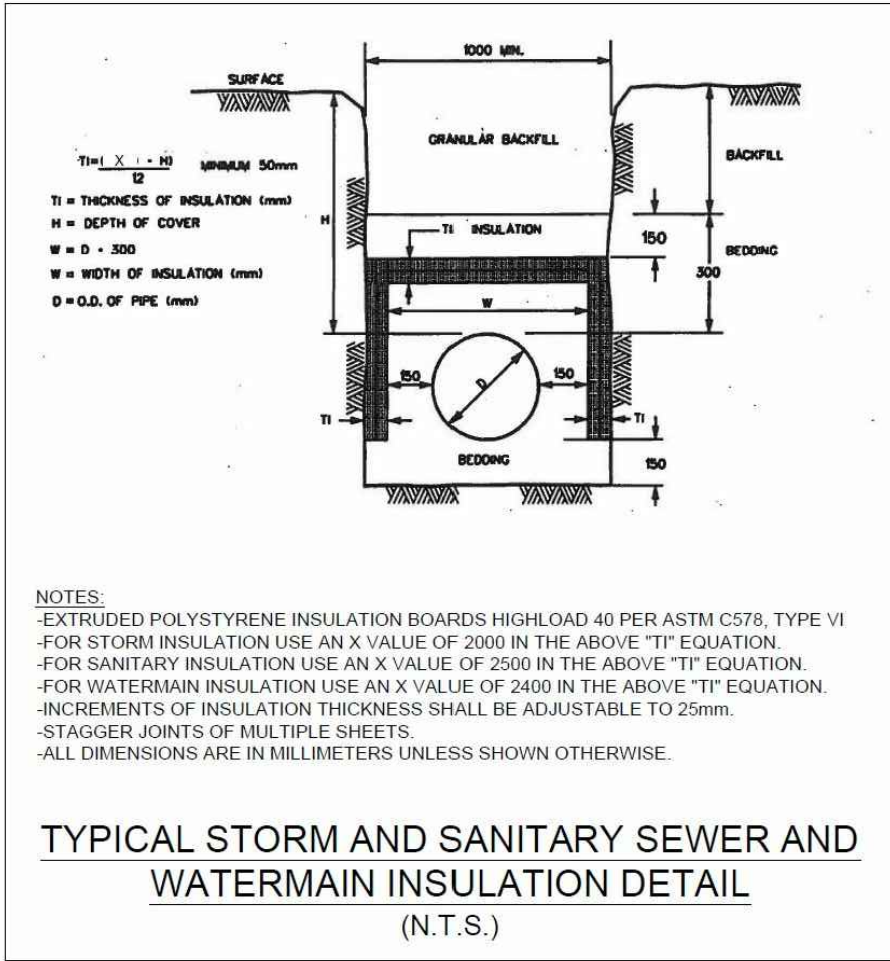 1000 MIN.
SURFACE
GRANULAR BACKFILL
BACKFILL
TI=( X - H)
12
MINIMUM 50mm
TI = THICKNESS OF INSULATION (mm)
H = DEPTH OF COVER
W = D + 300
W = WIDTH OF INSULATION (mm)
D = O.D. OF PIPE (mm)
H
TI INSULATION
150
BEDDING
300
W
150
D
150
TI
TI
BEDDING
150
NOTES:
-EXTRUDED POLYSTYRENE INSULATION BOARDS HIGHLOAD 40 PER ASTM C578, TYPE VI
-FOR STORM INSULATION USE AN X VALUE OF 2000 IN THE ABOVE "TI" EQUATION.
-FOR SANITARY INSULATION USE AN X VALUE OF 2500 IN THE ABOVE "TI" EQUATION.
-FOR WATERMAIN INSULATION USE AN X VALUE OF 2400 IN THE ABOVE "TI" EQUATION.
-INCREMENTS OF INSULATION THICKNESS SHALL BE ADJUSTABLE TO 25mm.
-STAGGER JOINTS OF MULTIPLE SHEETS.
-ALL DIMENSIONS ARE IN MILLIMETERS UNLESS SHOWN OTHERWISE.
TYPICAL STORM AND SANITARY SEWER AND
WATERMAIN INSULATION DETAIL
(N.T.S.)